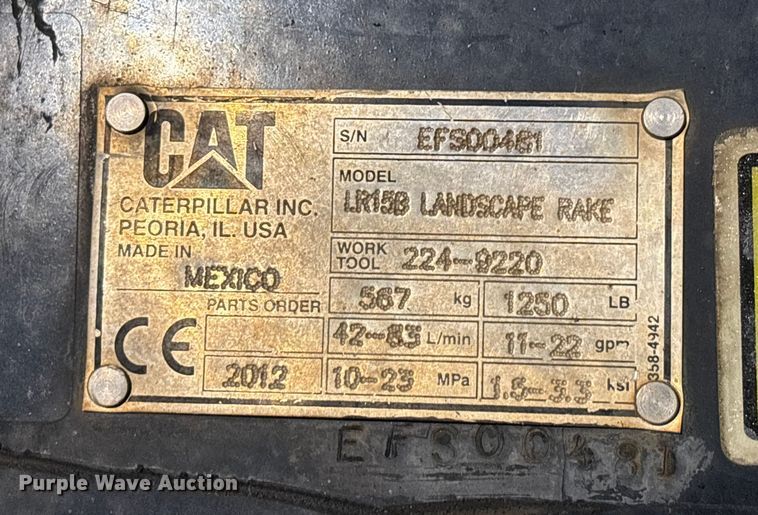 CAT
CATERPILLAR INC.
PEORIA, IL. USA
MADE IN
MEXICO
S/N EFS00481
MODEL
LR15B LANDSCAPE RAKE
WORK TOOL 224-9220
PARTS ORDER
567 kg 1250 LB
CE
42-83 L/min 11-22 gpm
2012 10-23 MPa 1.5-3.3 ksi
358-4942
EFS00481
Purple Wave Auction